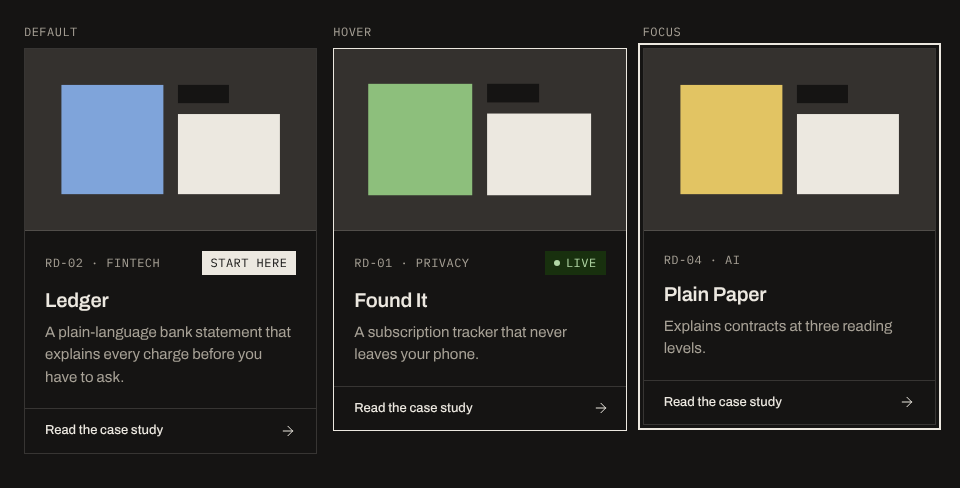 DEFAULT
RD-02 · FINTECH
START HERE
Ledger
A plain-language bank statement that
explains every charge before you
have to ask.
Read the case study →
HOVER
RD-01 · PRIVACY
LIVE
Found It
A subscription tracker that never
leaves your phone.
Read the case study →
FOCUS
RD-04 · AI
Plain Paper
Explains contracts at three reading
levels.
Read the case study →